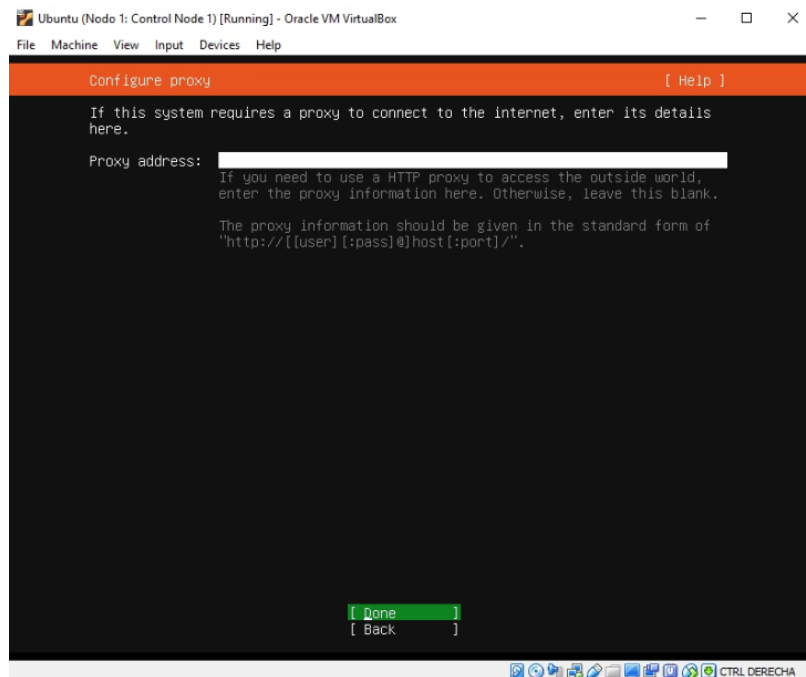 Ubuntu (Nodo 1: Control Node 1) [Running] - Oracle VM VirtualBox
File Machine View Input Devices Help
Configure proxy [ Help ]
If this system requires a proxy to connect to the internet, enter its details
here.
Proxy address:
If you need to use a HTTP proxy to access the outside world,
enter the proxy information here. Otherwise, leave this blank.
The proxy information should be given in the standard form of
"http://[[user][:pass]@]host[:port]/".
[ Done ]
[ Back ]
CTRL DERECHA